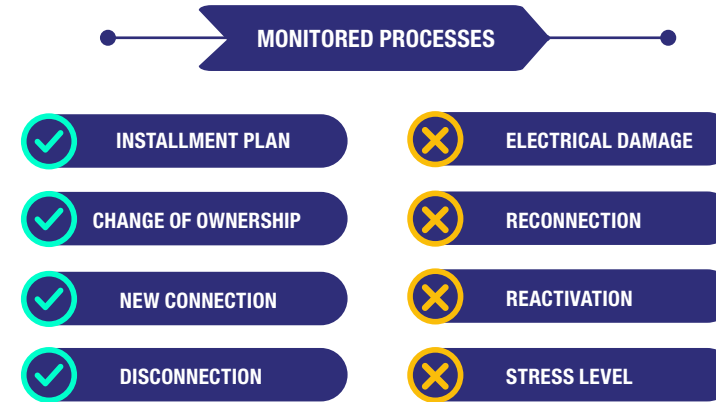 MONITORED PROCESSES
INSTALLMENT PLAN
CHANGE OF OWNERSHIP
NEW CONNECTION
DISCONNECTION
ELECTRICAL DAMAGE
RECONNECTION
REACTIVATION
STRESS LEVEL